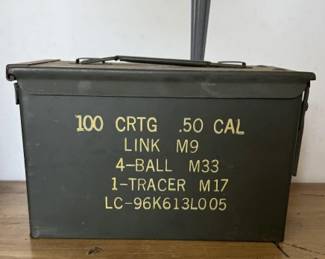 100 CRTG .50 CAL
LINK M9
4-BALL M33
1-TRACER M17
LC-96K613L005